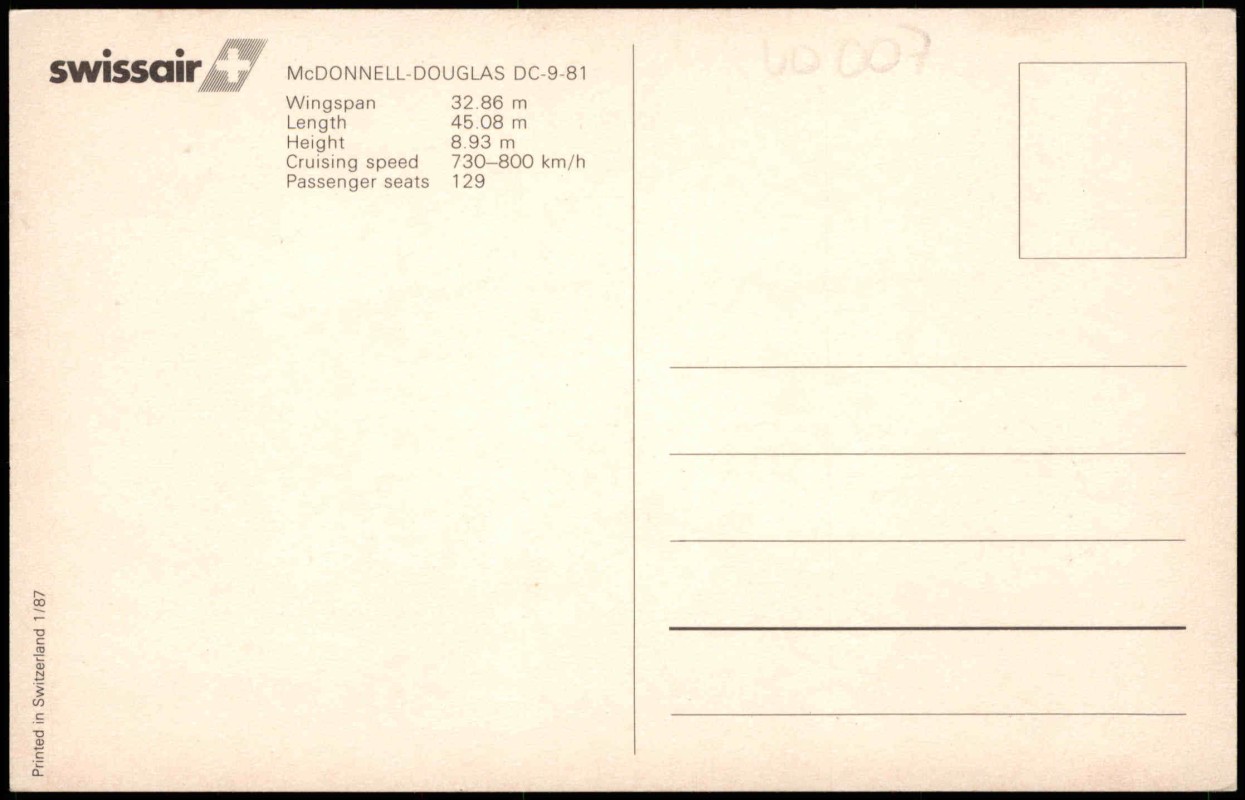 swissair
McDONNELL-DOUGLAS DC-9-81
Wingspan 32.86 m
Length 45.08 m
Height 8.93 m
Cruising speed 730–800 km/h
Passenger seats 129
Printed in Switzerland 1/87